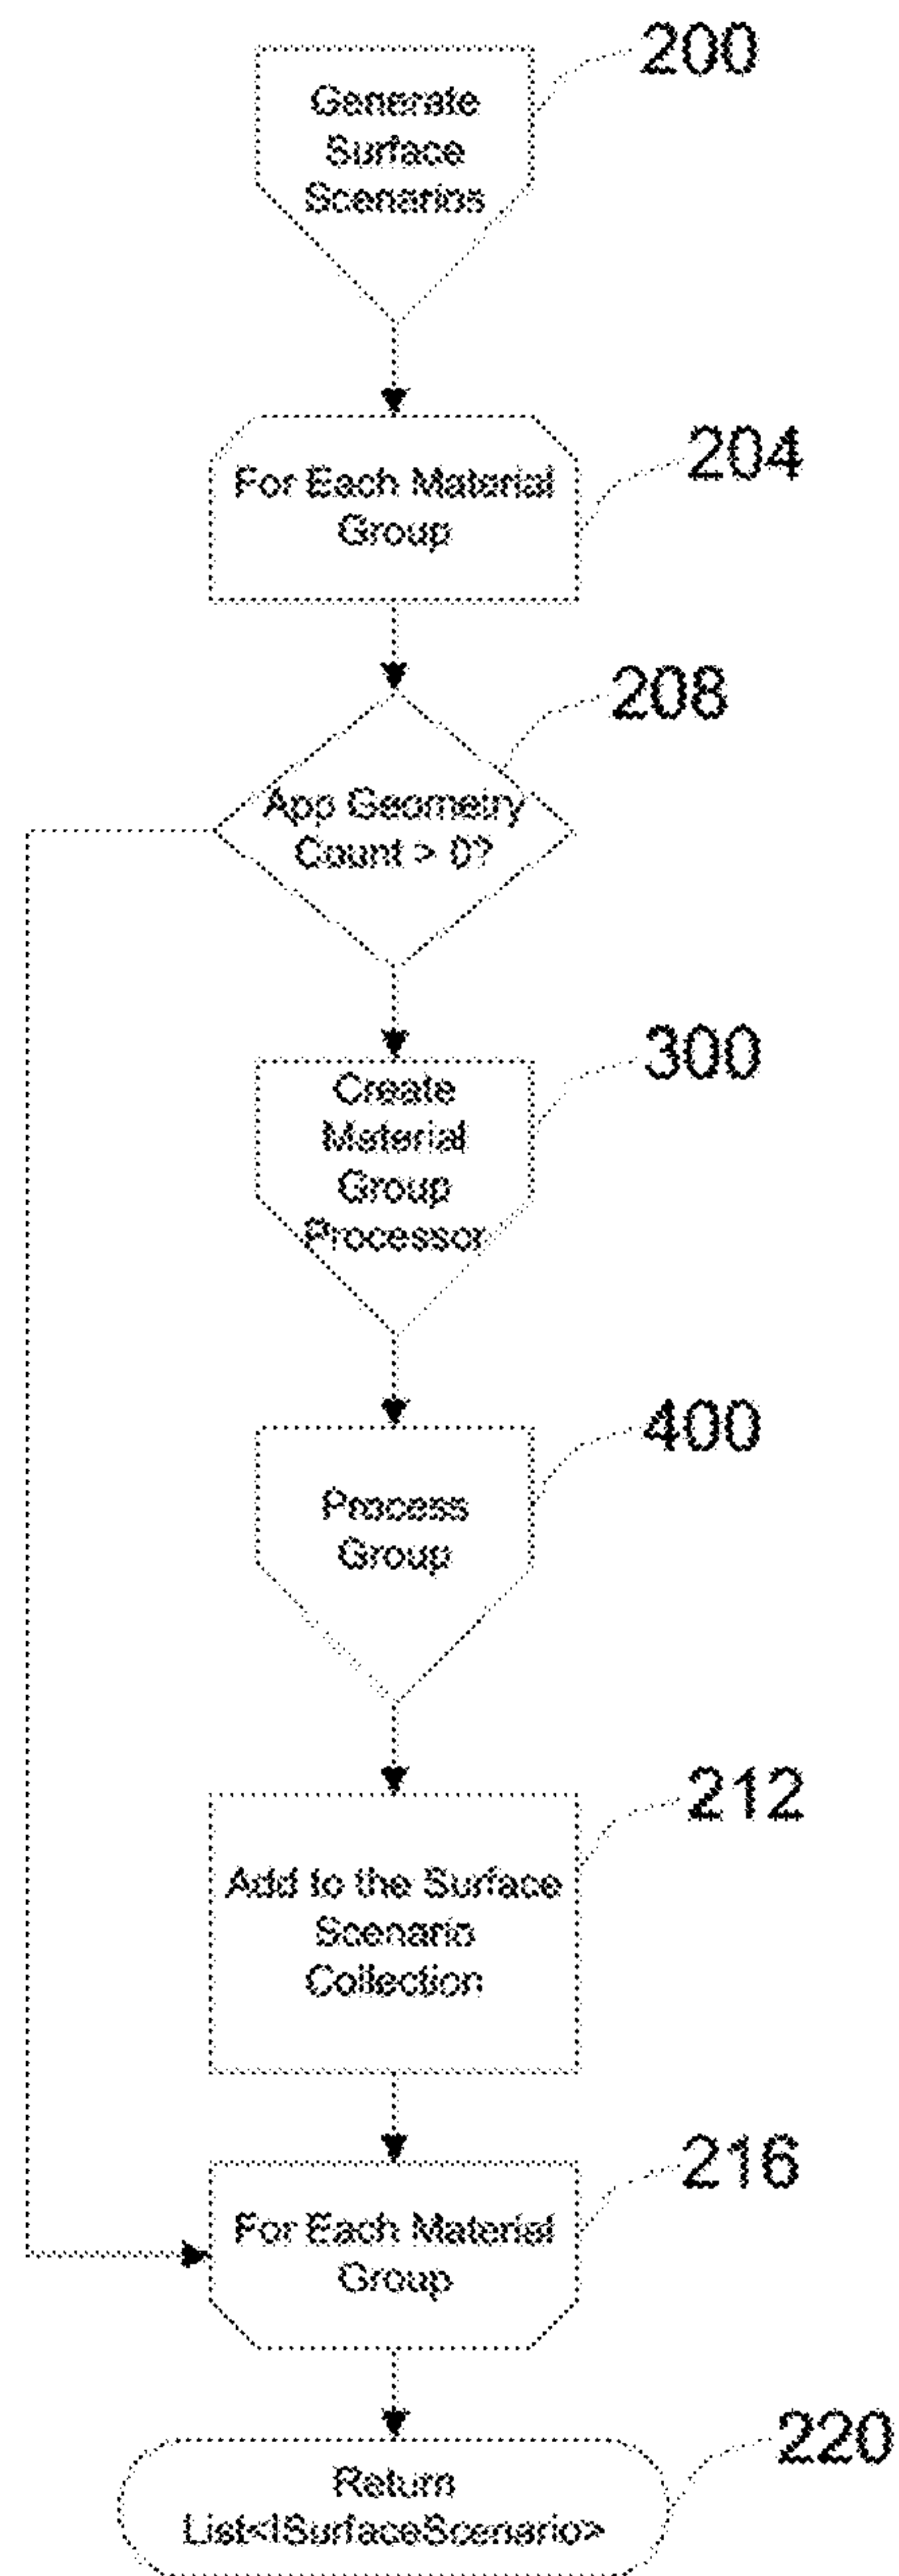 200
Generate
Surface
Scenarios
204
For Each Material
Group
208
App Geometry
Count > 0?
300
Create
Material
Group
Processor
400
Process
Group
212
Add to the Surface
Scenario
Collection
216
For Each Material
Group
220
Return
List<ISurfaceScenario>